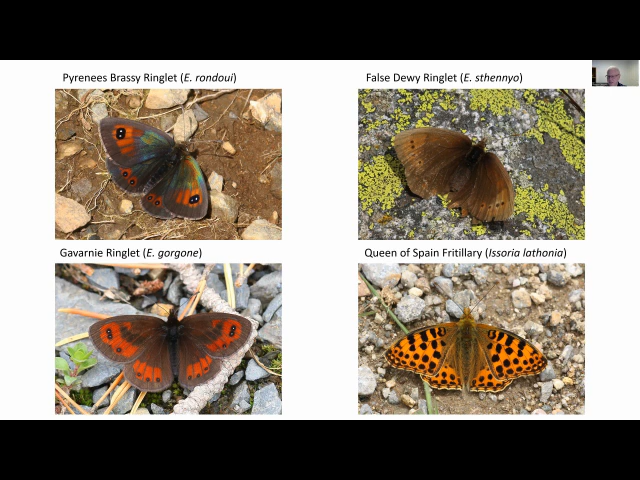 Pyrenees Brassy Ringlet (E. rondoui)
False Dewy Ringlet (E. sthennyo)
Gavarnie Ringlet (E. gorgone)
Queen of Spain Fritillary (Issoria lathonia)